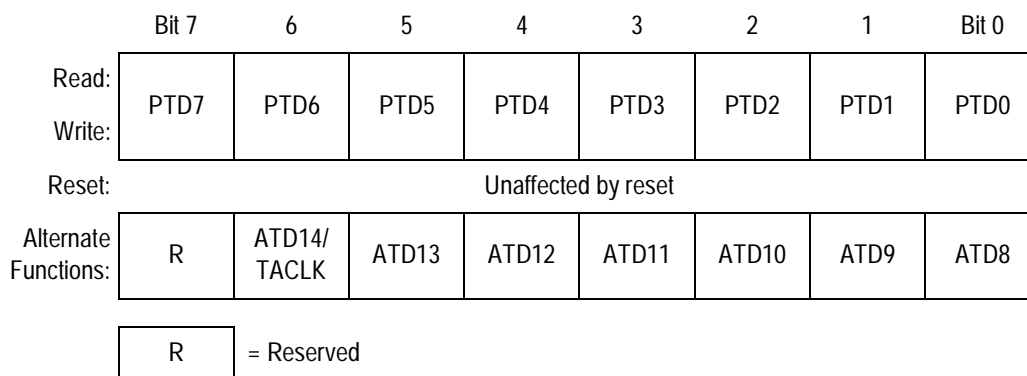 Bit 7 6 5 4 3 2 1 Bit 0
Read:
PTD7 PTD6 PTD5 PTD4 PTD3 PTD2 PTD1 PTD0
Write:
Reset: Unaffected by reset
Alternate Functions: R ATD14/ ATD13 ATD12 ATD11 ATD10 ATD9 ATD8
TACLK
R = Reserved